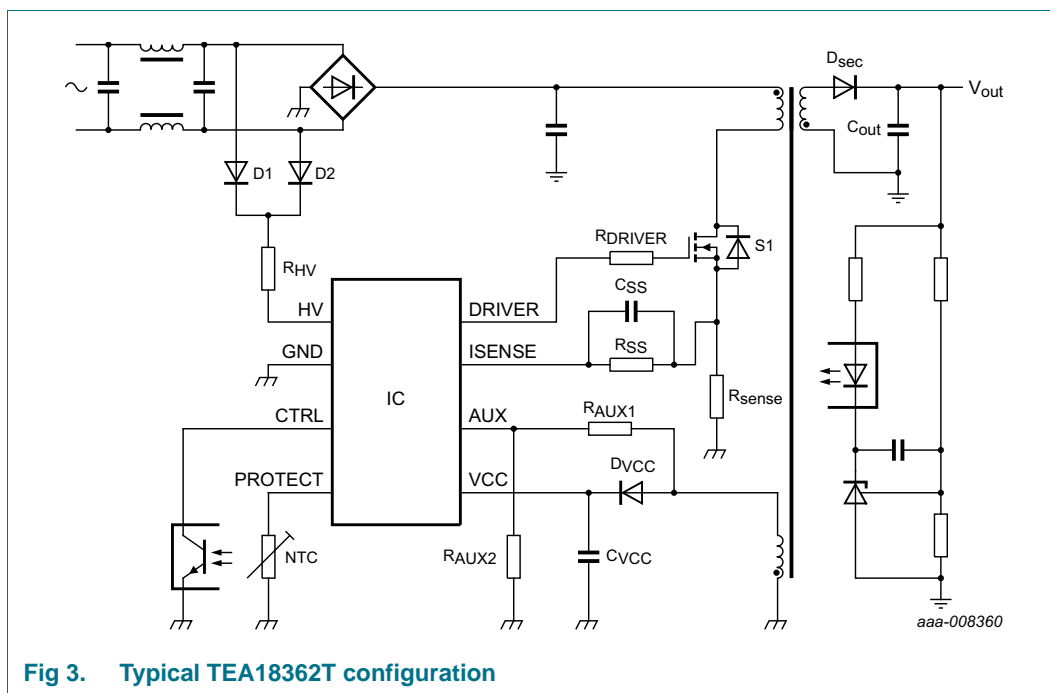 Dsec
Vout
Cout
D1
D2
RDRIVER
S1
RHV
CSS
HV
DRIVER
RSS
GND
ISENSE
IC
Rsense
CTRL
AUX
RAUX1
DVCC
PROTECT
VCC
NTC
RAUX2
CVCC
aaa-008360
Fig 3. Typical TEA18362T configuration